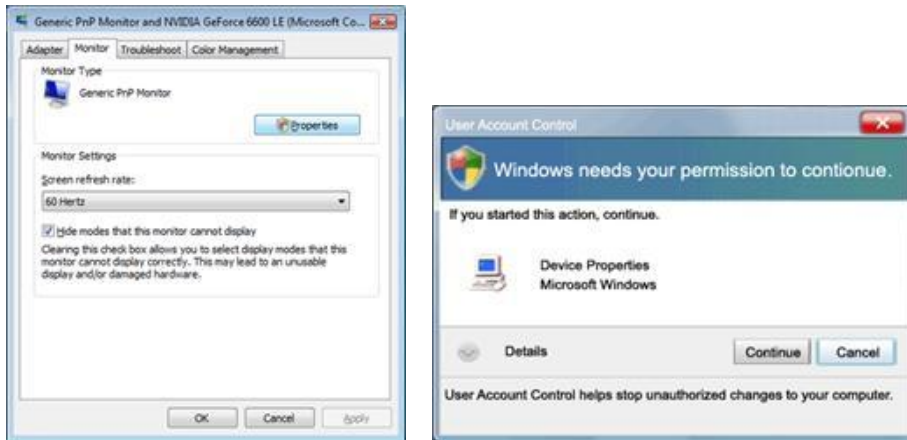 Generic PnP Monitor and NVIDIA GeForce 6600 LE (Microsoft Co...
Adapter Monitor Troubleshoot Color Management
Monitor Type
Generic PnP Monitor
Properties
Monitor Settings
Screen refresh rate:
60 Hertz
Hide modes that this monitor cannot display
Clearing this check box allows you to select display modes that this
monitor cannot display correctly. This may lead to an unusable
display and/or damaged hardware.
OK Cancel Apply
User Account Control
Windows needs your permission to contionue.
If you started this action, continue.
Device Properties
Microsoft Windows
Details Continue Cancel
User Account Control helps stop unauthorized changes to your computer.